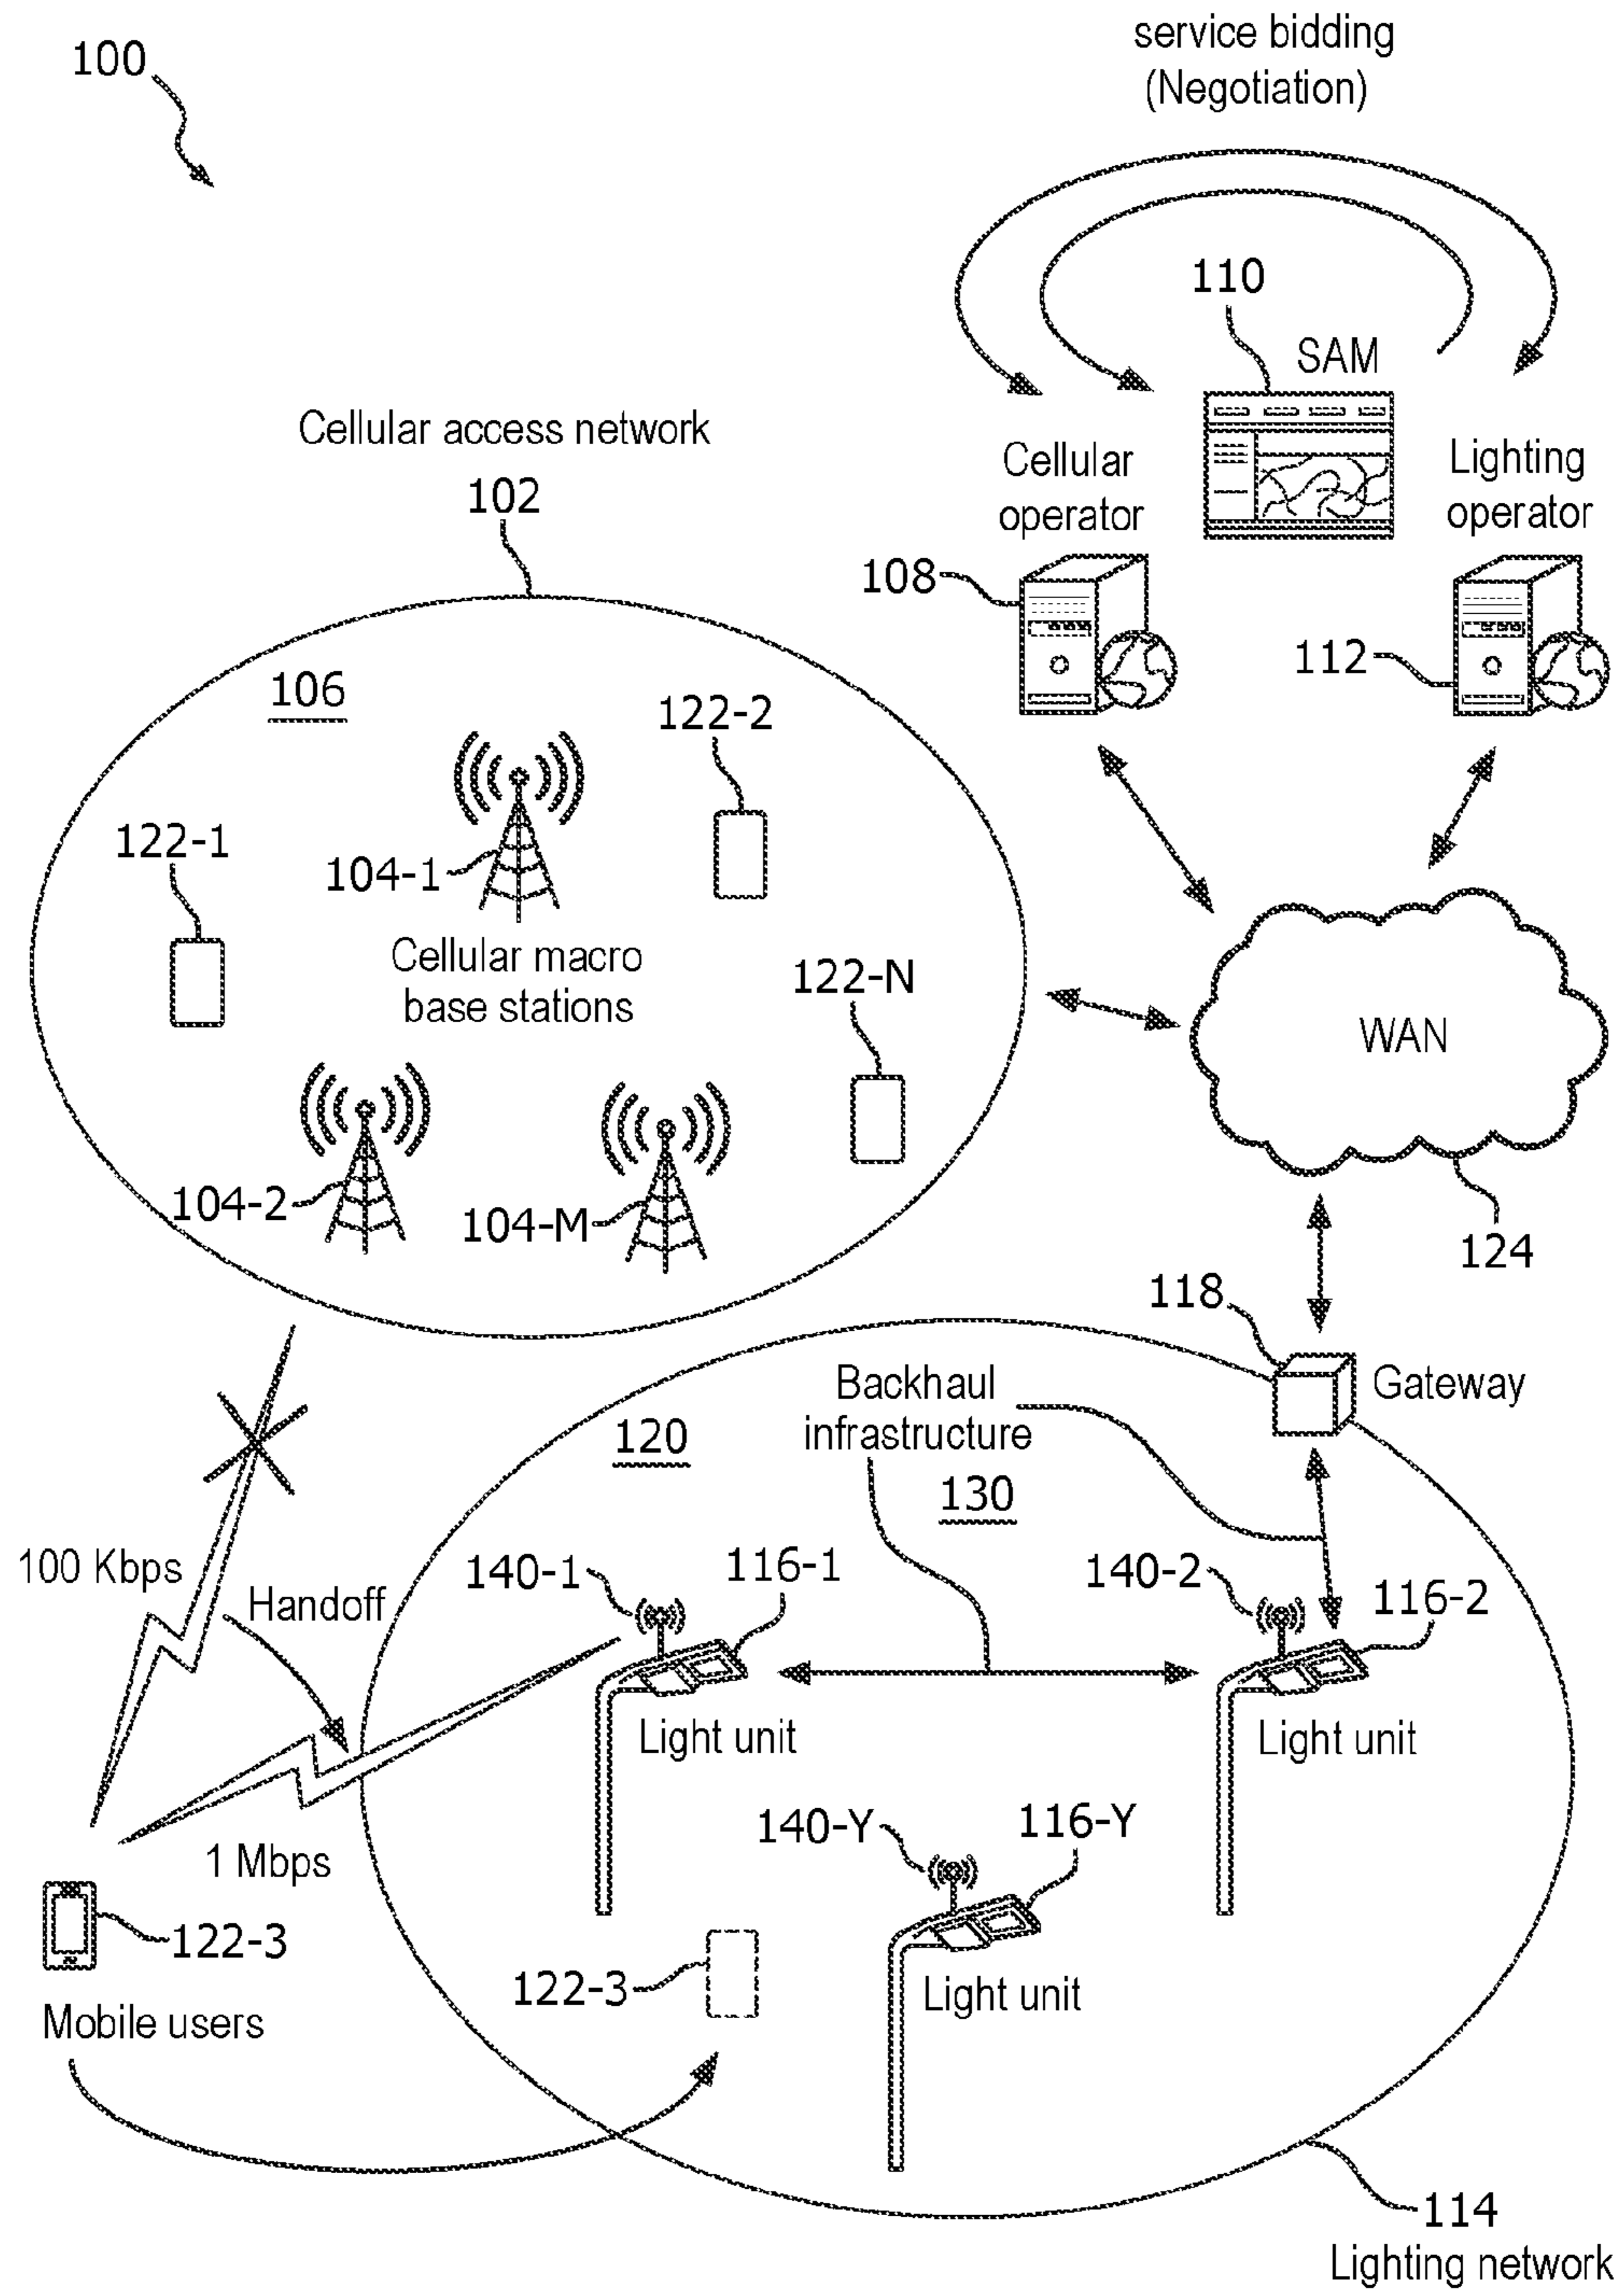 100
service bidding
(Negotiation)
110
SAM
Cellular access network
102
Cellular
operator
Lighting
operator
108
112
106
122-2
122-1
104-1
Cellular macro
base stations
122-N
WAN
104-2
104-M
124
118
Gateway
Backhaul
infrastructure
120
130
100 Kbps
Handoff
140-1
116-1
140-2
116-2
Light unit
Light unit
1 Mbps
140-Y
116-Y
122-3
122-3
Light unit
Mobile users
114
Lighting network